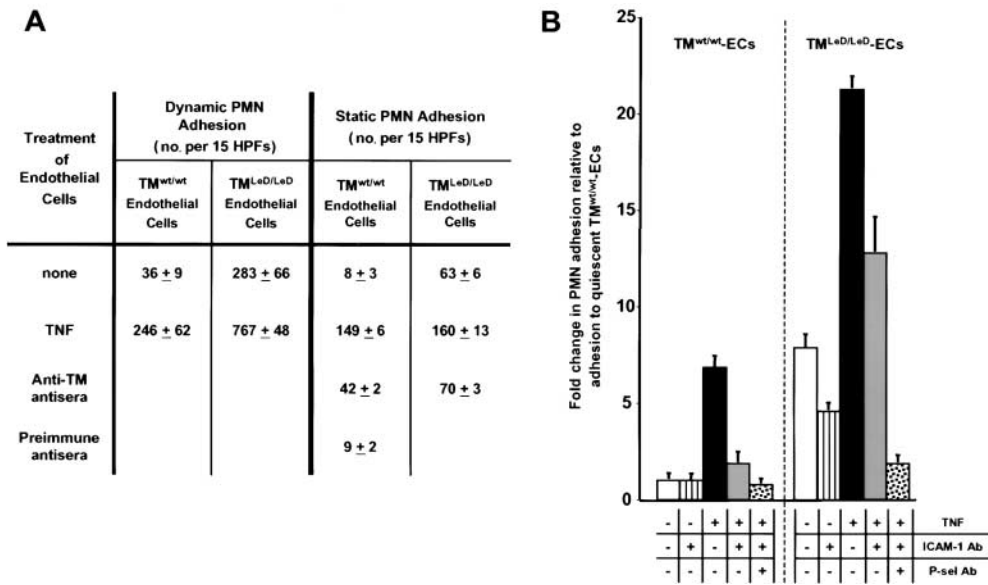 A
Treatment
of
Endothelial
Cells
Dynamic PMN
Adhesion
(no. per 15 HPFs)
Static PMN Adhesion
(no. per 15 HPFs)
TMwt/wt
Endothelial
Cells
TMLeD/LeD
Endothelial
Cells
TMwt/wt
Endothelial
Cells
TMLeD/LeD
Endothelial
Cells
none 36 ± 9 283 ± 66 8 ± 3 63 ± 6
TNF 246 ± 62 767 ± 48 149 ± 6 160 ± 13
Anti-TM
antisera
42 ± 2 70 ± 3
Preimmune
antisera
9 ± 2
B
Fold change in PMN adhesion relative to
adhesion to quiescent TMwt/wt-ECs
25
20
15
10
5
0
TMwt/wt-ECs
TMLeD/LeD-ECs
- - + + + - - + + + TNF
- + - + + - + - + + ICAM-1 Ab
- - - - + - - - - + P-sel Ab